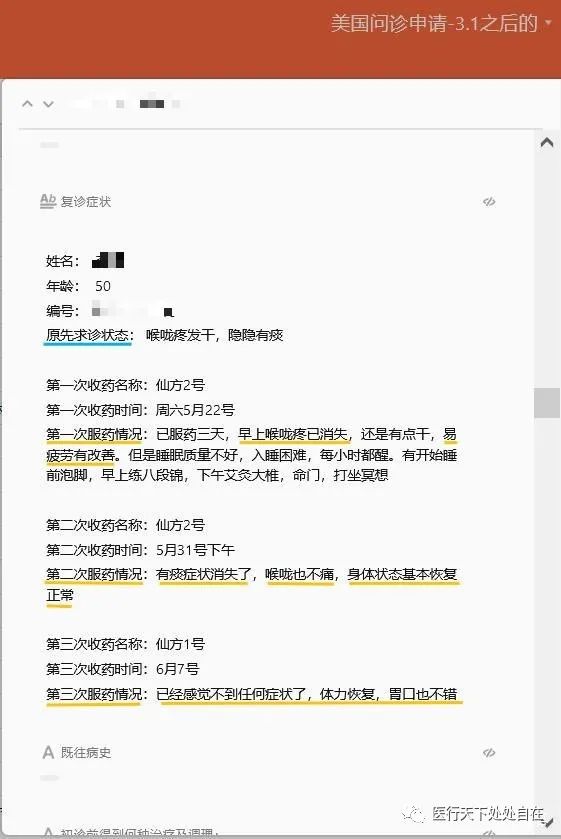 美国问诊申请-3.1之后的
复诊症状
姓名：
年龄： 50
编号：
原先求诊状态： 喉咙疼发干，隐隐有痰
第一次收药名称：仙方2号
第一次收药时间：周六5月22号
第一次服药情况：已服药三天，早上喉咙疼已消失，还是有点干，易
疲劳有改善。但是睡眠质量不好，入睡困难，每小时都醒。有开始睡
前泡脚，早上练八段锦，下午艾灸大椎，命门，打坐冥想
第二次收药名称：仙方2号
第二次收药时间：5月31号下午
第二次服药情况：有痰症状消失了，喉咙也不痛，身体状态基本恢复
正常
第三次收药名称：仙方1号
第三次收药时间：6月7号
第三次服药情况：已经感觉不到任何症状了，体力恢复，胃口也不错
既往病史
医行天下处处自在
初诊前得到何种治疗及调理：